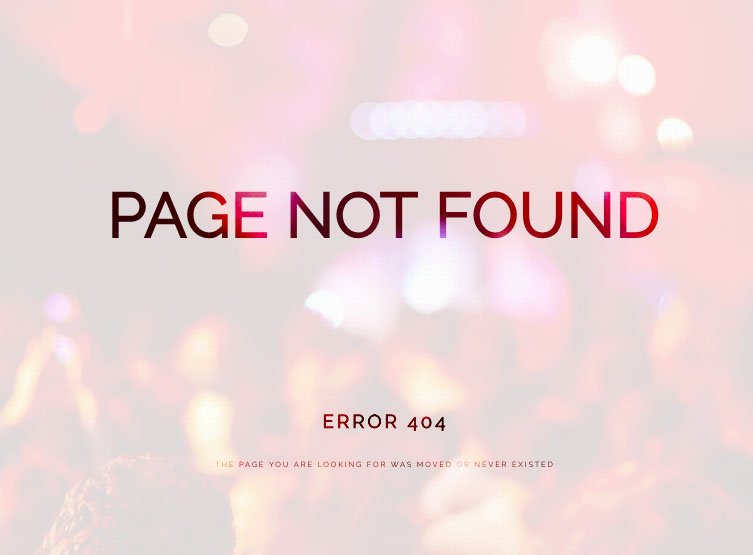 PAGE NOT FOUND
ERROR 404
THE PAGE YOU ARE LOOKING FOR WAS MOVED OR NEVER EXISTED